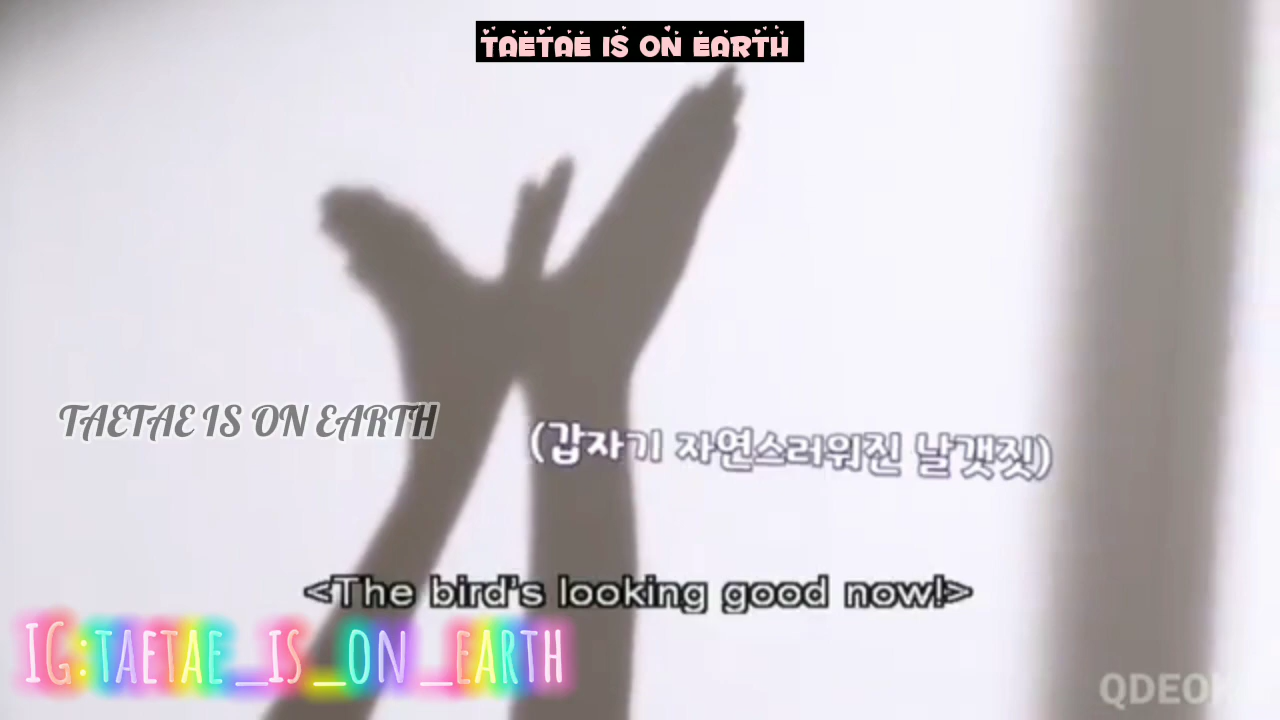 TAETAE IS ON EARTH
TAETAE IS ON EARTH
(갑자기 자연스러워진 날갯짓)
<The bird's looking good now!>
IG:TAETAE_IS_ON_EARTH